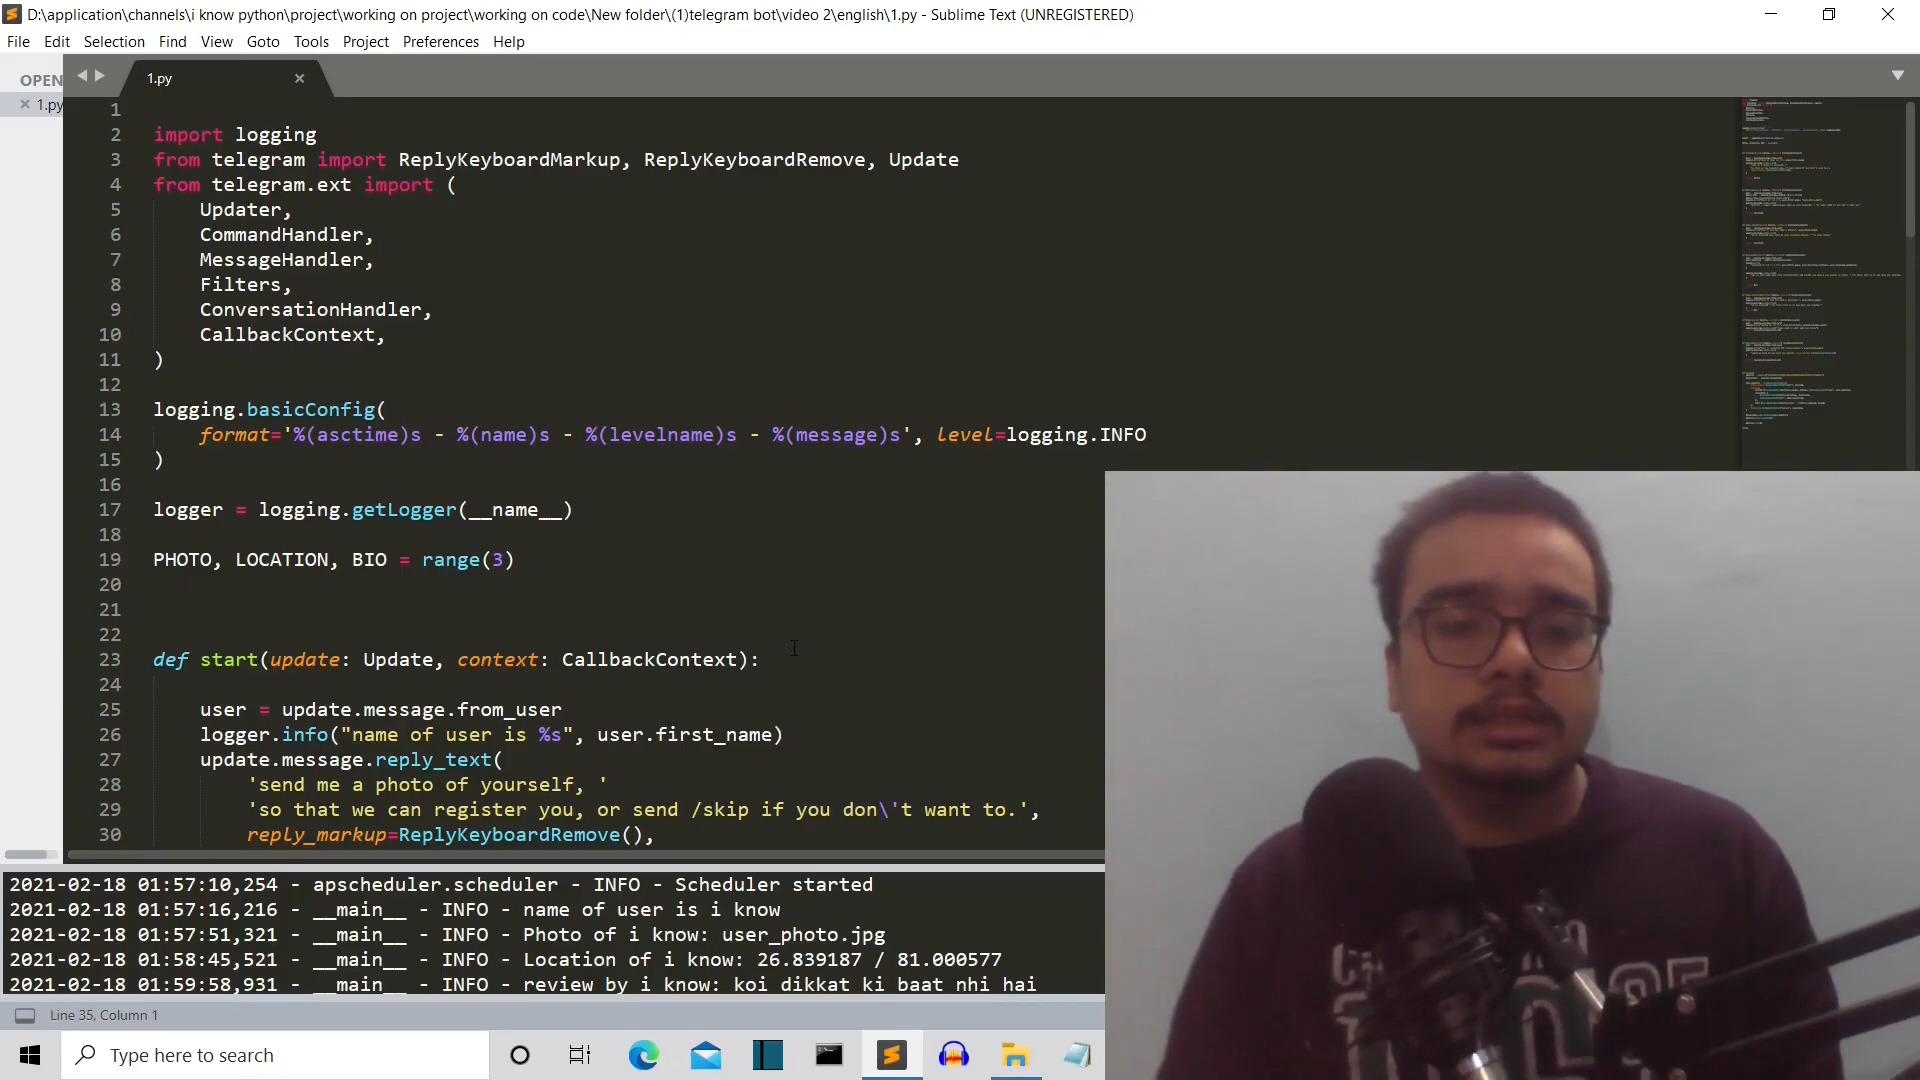 D:\application\channels\i know python\project\working on project\working on code\New folder\(1)telegram bot\video 2\english\1.py - Sublime Text (UNREGISTERED)
File Edit Selection Find View Goto Tools Project Preferences Help
OPEN
1.py
1.py
1
2 import logging
3 from telegram import ReplyKeyboardMarkup, ReplyKeyboardRemove, Update
4 from telegram.ext import (
5 Updater,
6 CommandHandler,
7 MessageHandler,
8 Filters,
9 ConversationHandler,
10 CallbackContext,
11 )
12
13 logging.basicConfig(
14 format='%(asctime)s - %(name)s - %(levelname)s - %(message)s', level=logging.INFO
15 )
16
17 logger = logging.getLogger(__name__)
18
19 PHOTO, LOCATION, BIO = range(3)
20
21
22
23 def start(update: Update, context: CallbackContext):
24
25 user = update.message.from_user
26 logger.info("name of user is %s", user.first_name)
27 update.message.reply_text(
28 'send me a photo of yourself, '
29 'so that we can register you, or send /skip if you don\'t want to.',
30 reply_markup=ReplyKeyboardRemove(),
2021-02-18 01:57:10,254 - apscheduler.scheduler - INFO - Scheduler started
2021-02-18 01:57:16,216 - __main__ - INFO - name of user is i know
2021-02-18 01:57:51,321 - __main__ - INFO - Photo of i know: user_photo.jpg
2021-02-18 01:58:45,521 - __main__ - INFO - Location of i know: 26.839187 / 81.000577
2021-02-18 01:59:58,931 - __main__ - INFO - review by i know: koi dikkat ki baat nhi hai
Line 35, Column 1
Type here to search